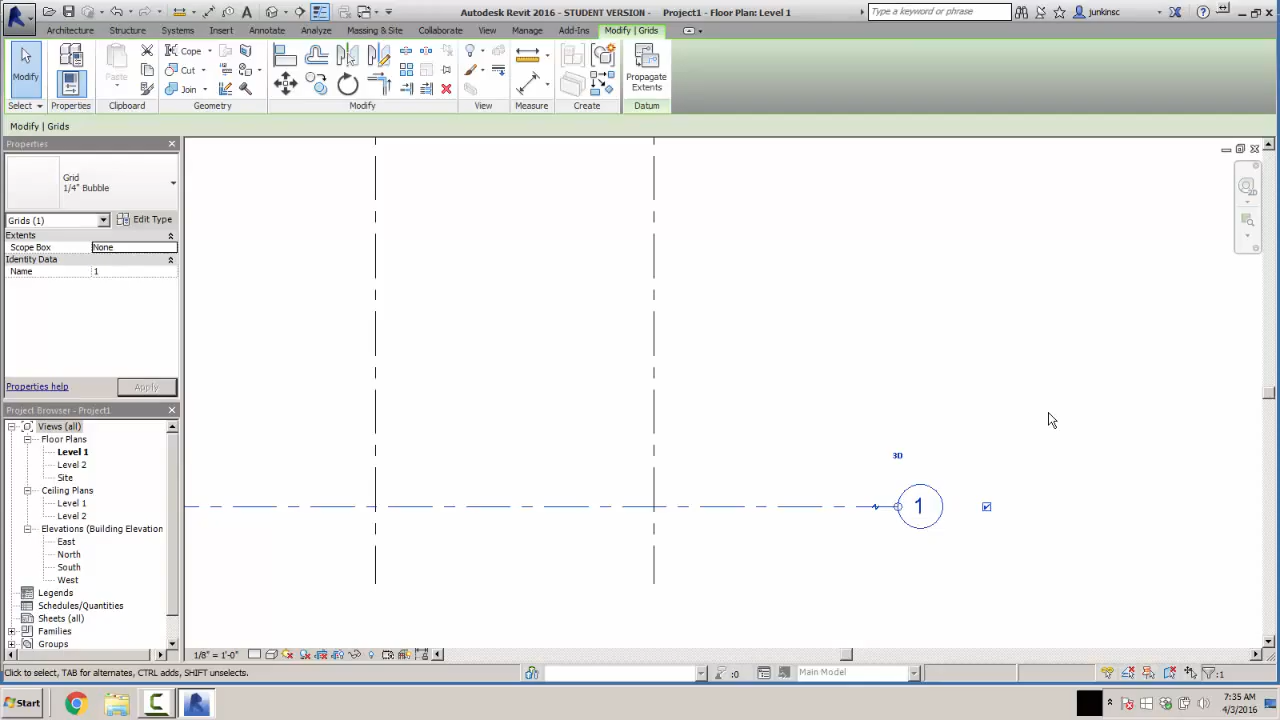 Autodesk Revit 2016 - STUDENT VERSION - Project1 - Floor Plan: Level 1
Type a keyword or phrase
junkinsc
Architecture Structure Systems Insert Annotate Analyze Massing & Site Collaborate View Manage Add-Ins Modify | Grids
Modify
Paste
Cope
Cut
Join
Propagate
Extents
Select Properties Clipboard Geometry Modify View Measure Create Datum
Modify | Grids
Properties
Grid
1/4" Bubble
Grids (1)
Edit Type
Extents
Scope Box None
Identity Data
Name 1
Properties help
Apply
Project Browser - Project1
Views (all)
Floor Plans
Level 1
Level 2
Site
Ceiling Plans
Level 1
Level 2
Elevations (Building Elevation
East
North
South
West
Legends
Schedules/Quantities
Sheets (all)
Families
Groups
2D
3D
1
1/8" = 1'-0"
Click to select, TAB for alternates, CTRL adds, SHIFT unselects.
:0
Main Model
:1
Start
7:35 AM
4/3/2016